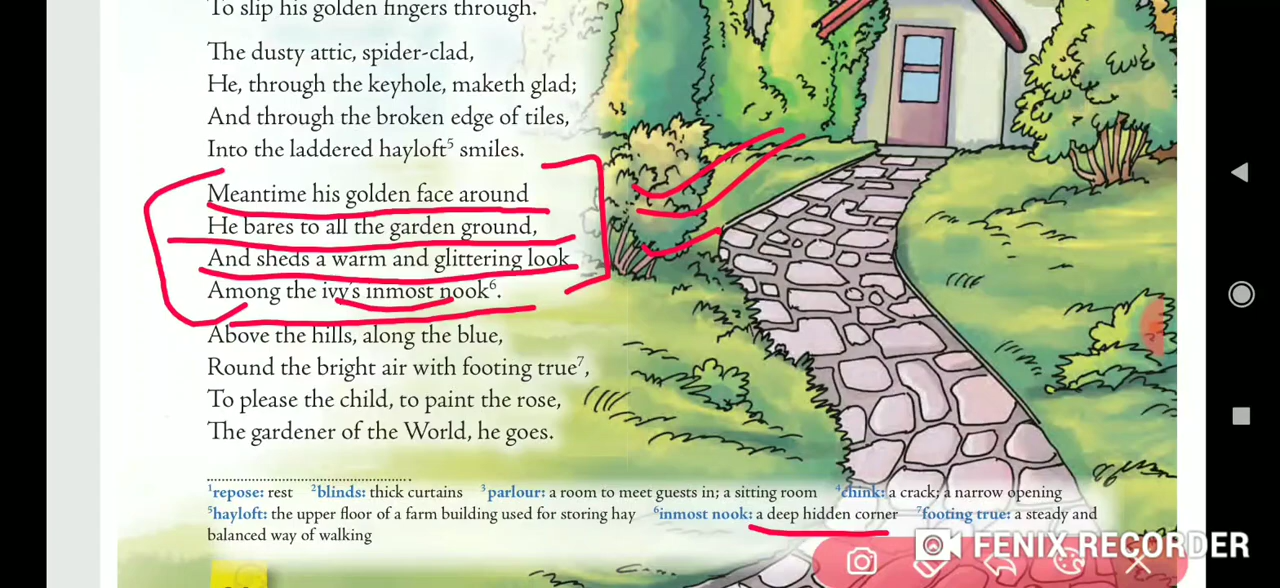 To slip his golden fingers through.
The dusty attic, spider-clad,
He, through the keyhole, maketh glad;
And through the broken edge of tiles,
Into the laddered hayloft⁵ smiles.
Meantime his golden face around
He bares to all the garden ground,
And sheds a warm and glittering look
Among the ivy's inmost nook⁶.
Above the hills, along the blue,
Round the bright air with footing true⁷,
To please the child, to paint the rose,
The gardener of the World, he goes.
¹repose: rest ²blinds: thick curtains ³parlour: a room to meet guests in; a sitting room ⁴chink: a crack; a narrow opening
⁵hayloft: the upper floor of a farm building used for storing hay ⁶inmost nook: a deep hidden corner ⁷footing true: a steady and
balanced way of walking
FENIX RECORDER